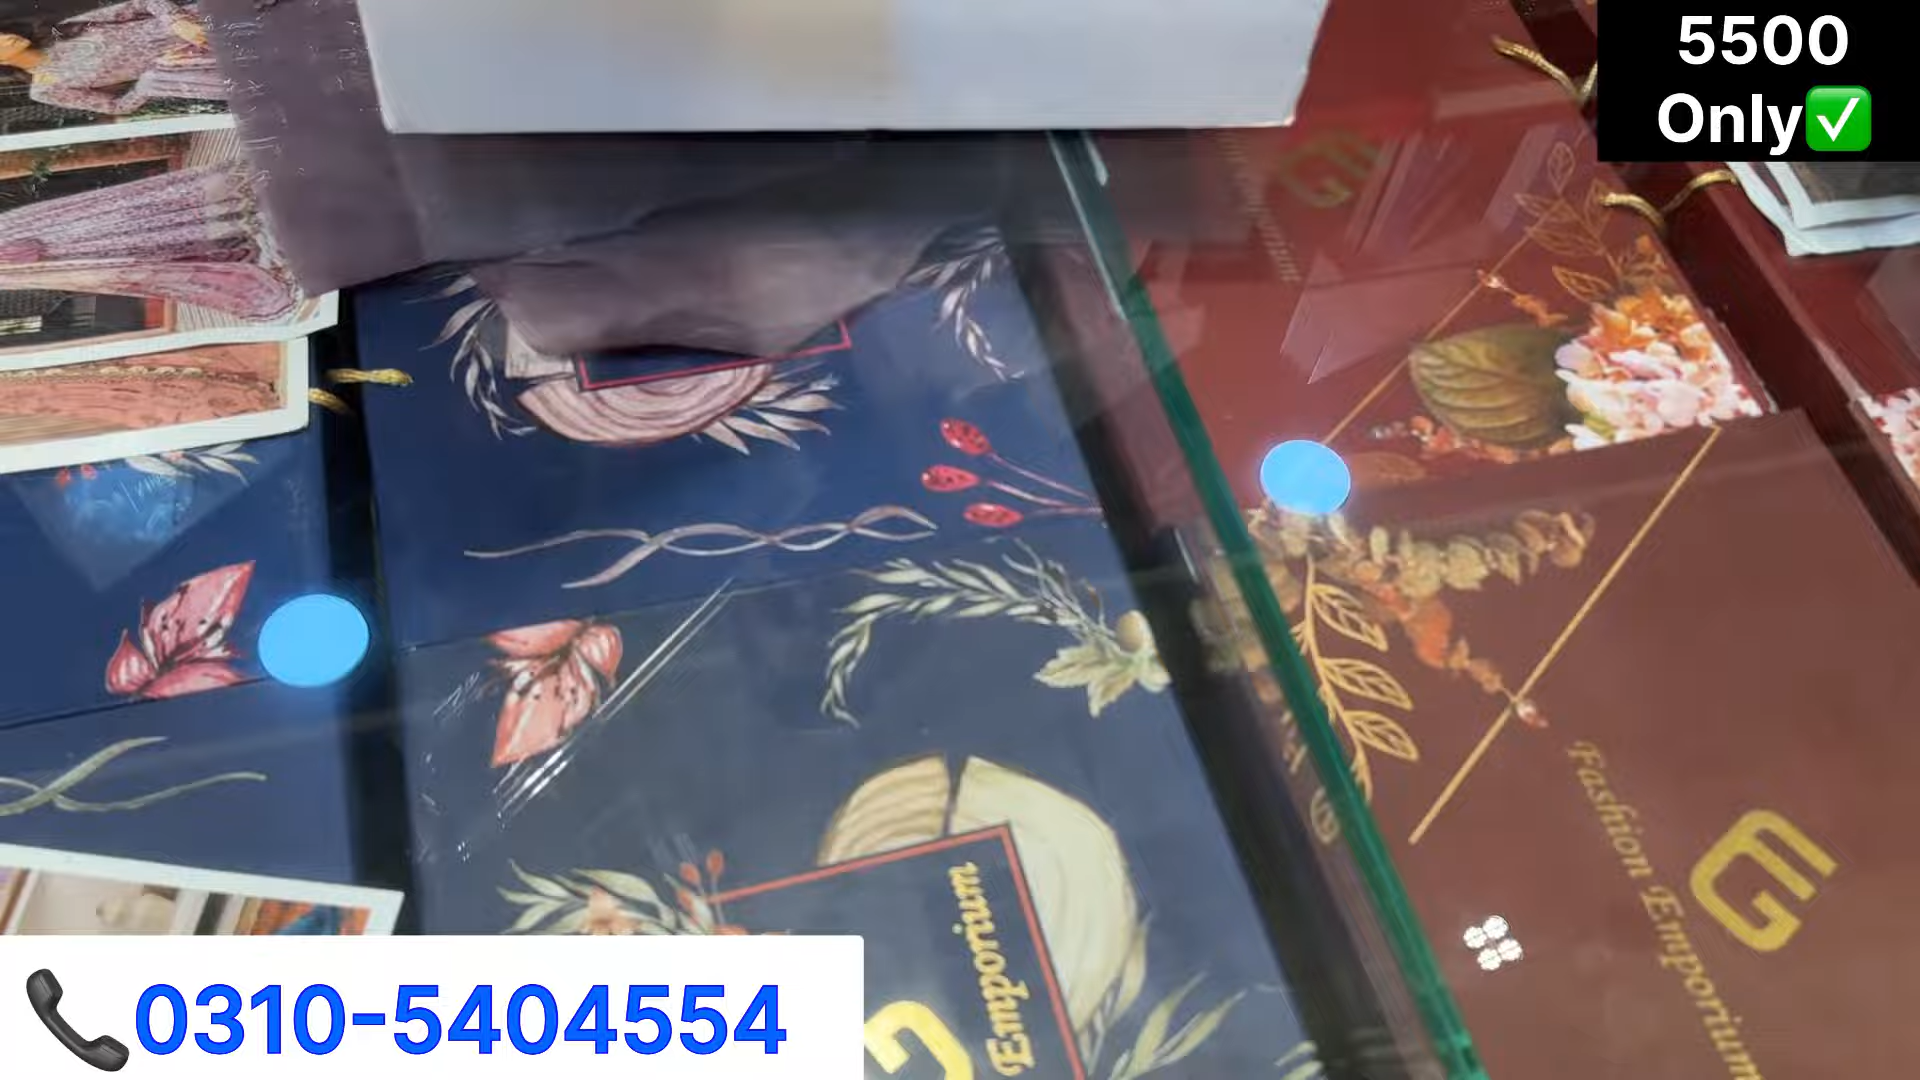 5500
Only✅
Fashion Emporium
G
Emporium
G
📞0310-5404554